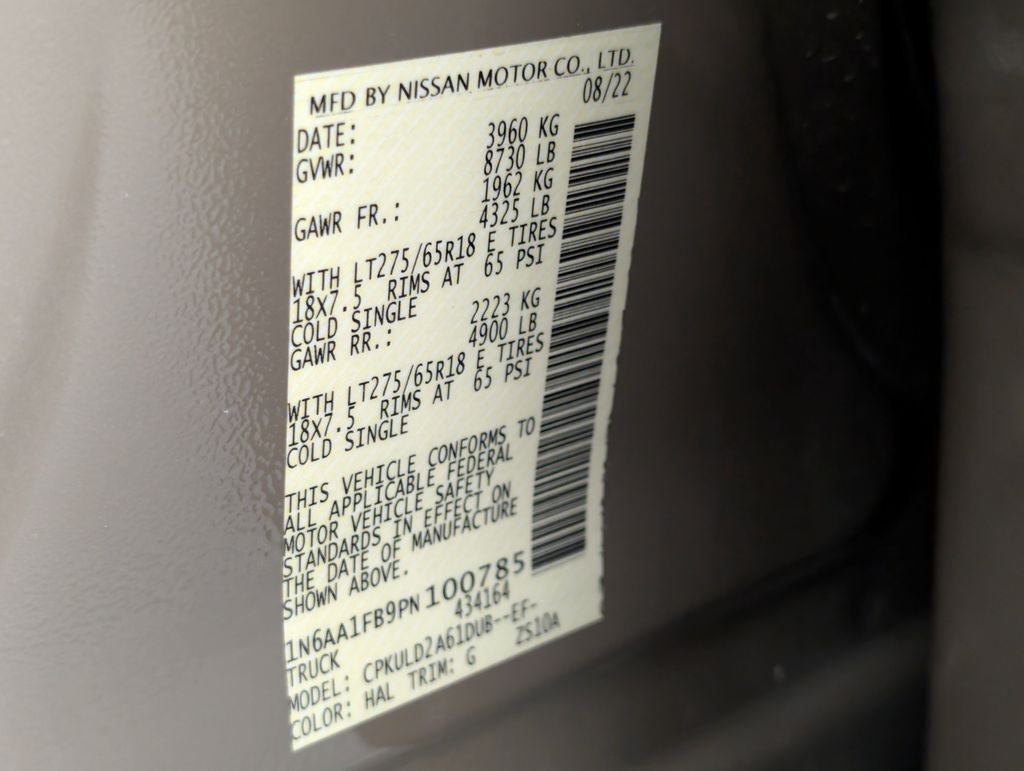 MFD BY NISSAN MOTOR CO., LTD.
DATE: 08/22
GVWR: 3960 KG
8730 LB
GAWR FR.: 1962 KG
4325 LB
WITH LT275/65R18 E TIRES
18X7.5 RIMS AT 65 PSI
COLD SINGLE
GAWR RR.: 2223 KG
4900 LB
WITH LT275/65R18 E TIRES
18X7.5 RIMS AT 65 PSI
COLD SINGLE
THIS VEHICLE CONFORMS TO
ALL APPLICABLE FEDERAL
MOTOR VEHICLE SAFETY
STANDARDS IN EFFECT ON
THE DATE OF MANUFACTURE
SHOWN ABOVE.
1N6AA1FB9PN100785
TRUCK 434164
MODEL: CPKULD2A61DUB--EF-
COLOR: HAL TRIM: G ZS10A